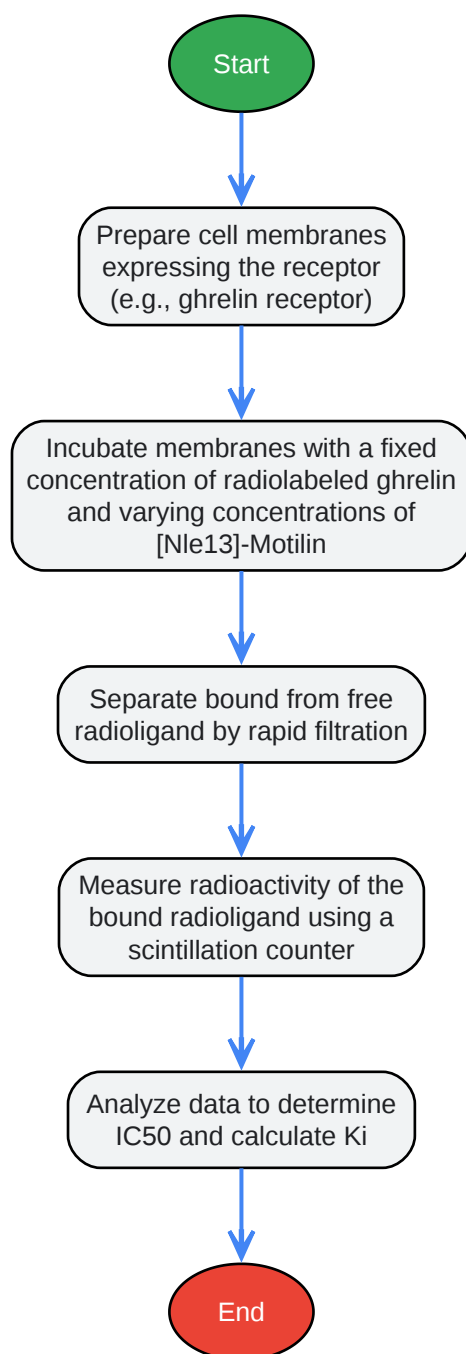 Start
Prepare cell membranes
expressing the receptor
(e.g., ghrelin receptor)
Incubate membranes with a fixed
concentration of radiolabeled ghrelin
and varying concentrations of
[Nle13]-Motilin
Separate bound from free
radioligand by rapid filtration
Measure radioactivity of the
bound radioligand using a
scintillation counter
Analyze data to determine
IC50 and calculate Ki
End